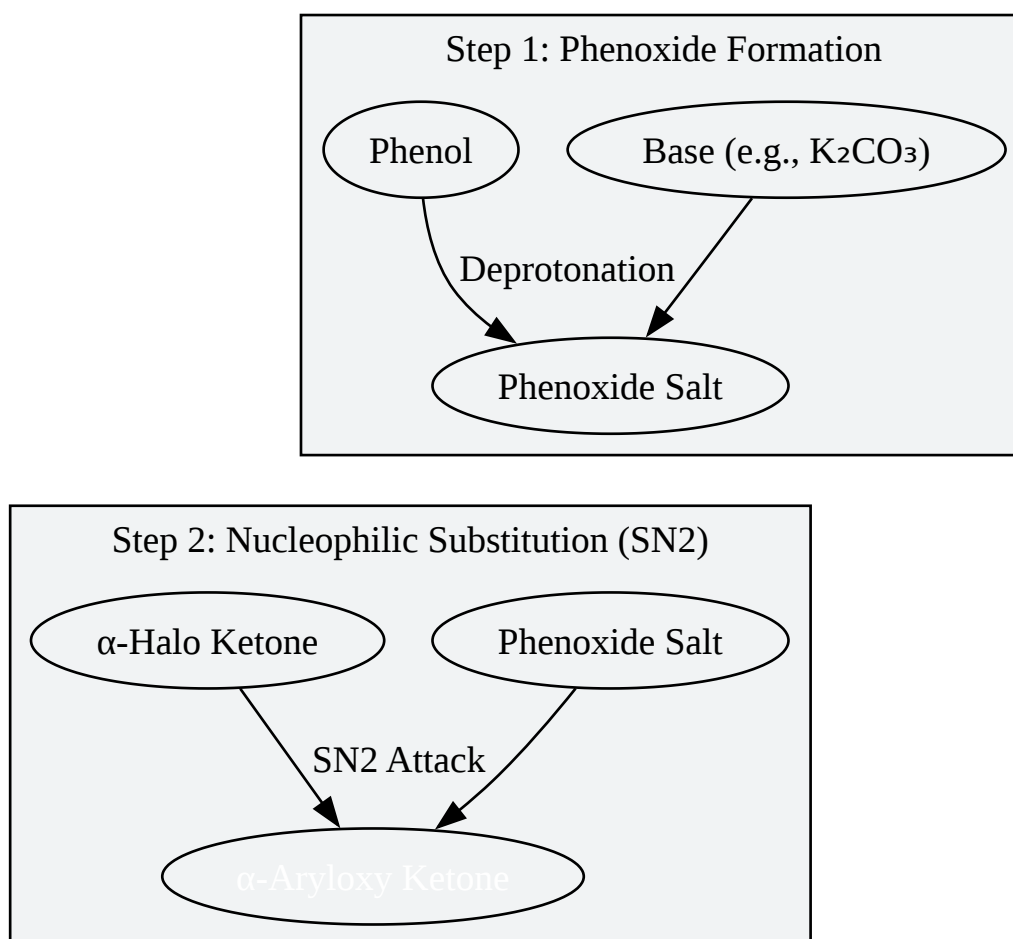 Step 1: Phenoxide Formation
Phenol
Base (e.g., K₂CO₃)
Deprotonation
Phenoxide Salt
Step 2: Nucleophilic Substitution (SN2)
α-Halo Ketone
Phenoxide Salt
SN2 Attack
α-Aryloxy Ketone